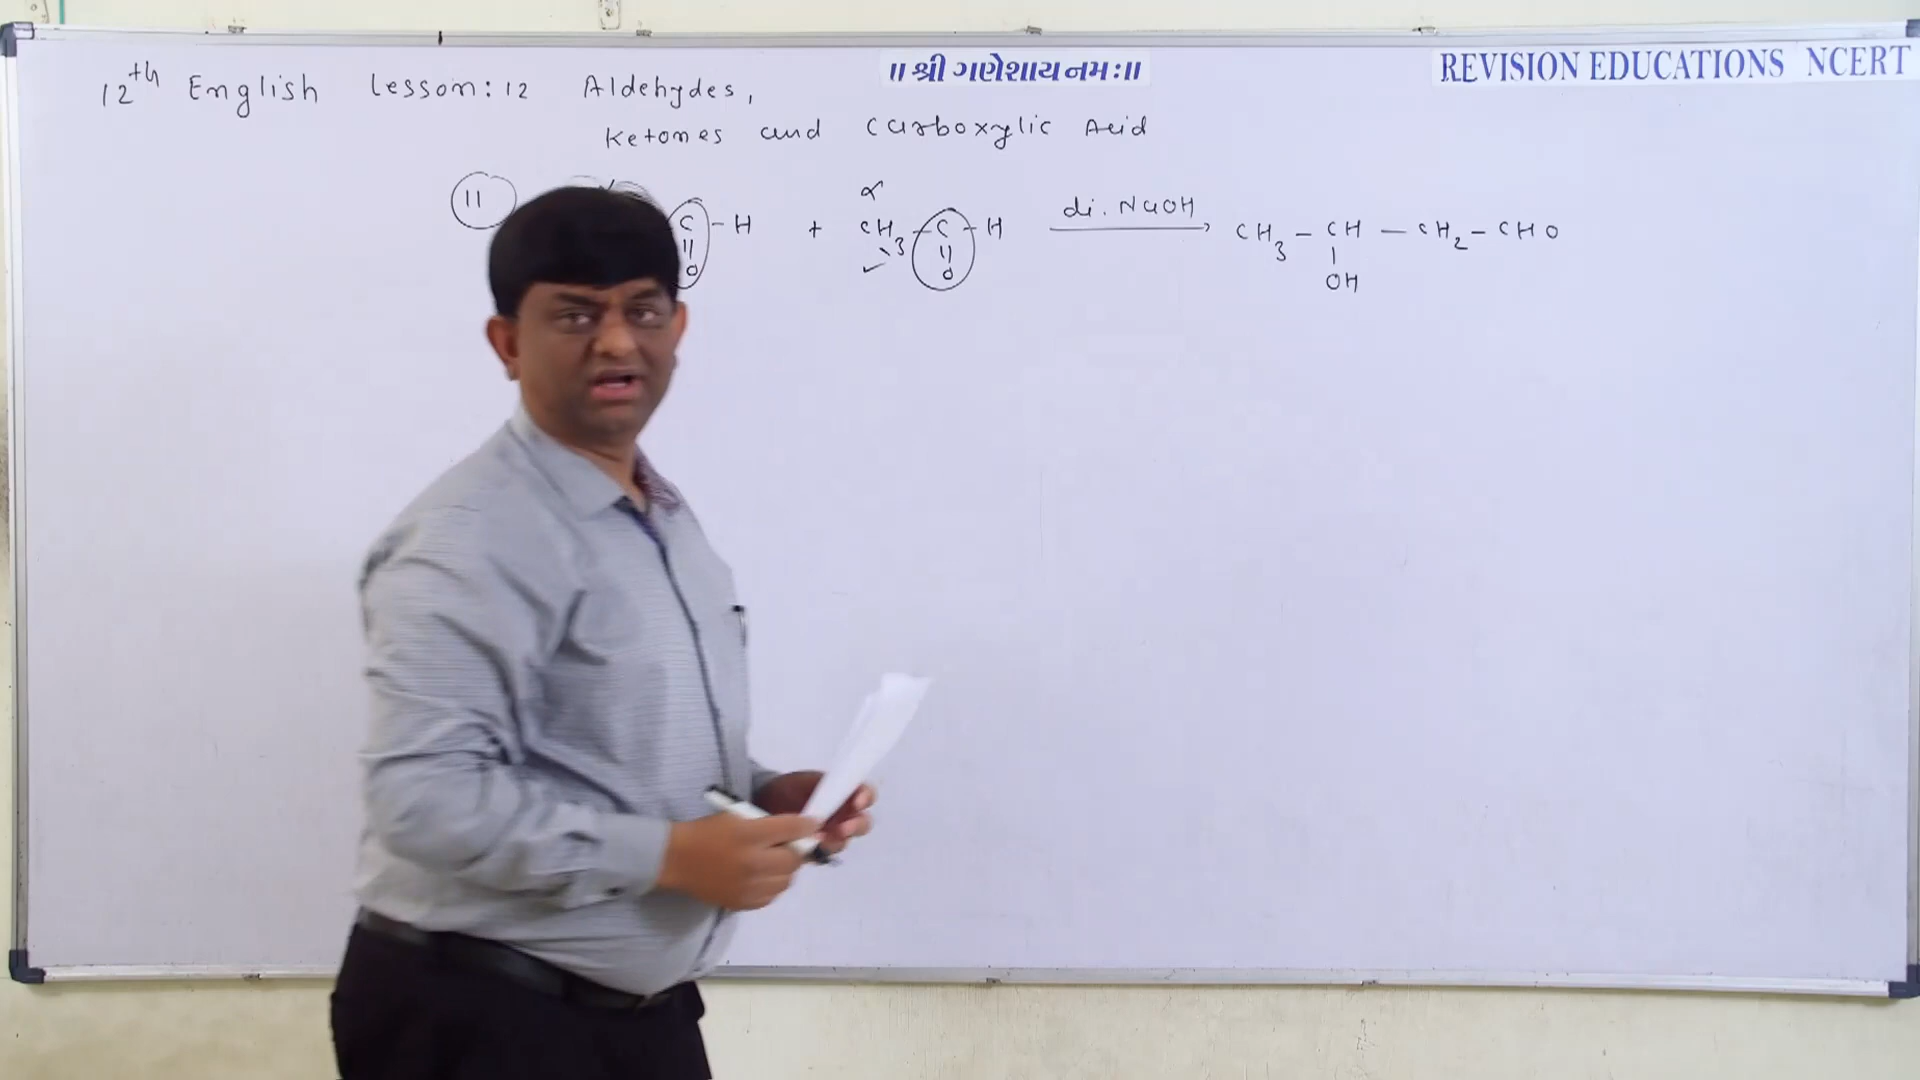 ॥ श्री ગણેશાય નમઃ॥
REVISION EDUCATIONS NCERT
12th English Lesson: 12 Aldehydes,
Ketones and Carboxylic Acid
α
11 C - H + CH3 - C - H di. NaOH → CH3 - CH - CH2 - CHO
|| || |
O O OH